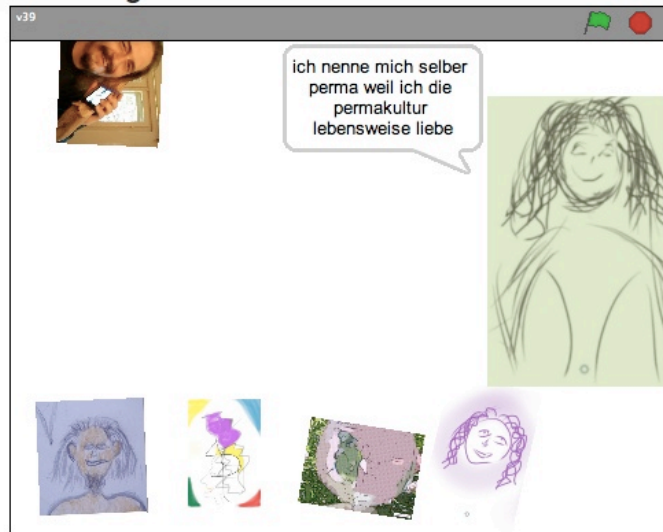 v39
ich nenne mich selber
perma weil ich die
permakultur
lebensweise liebe